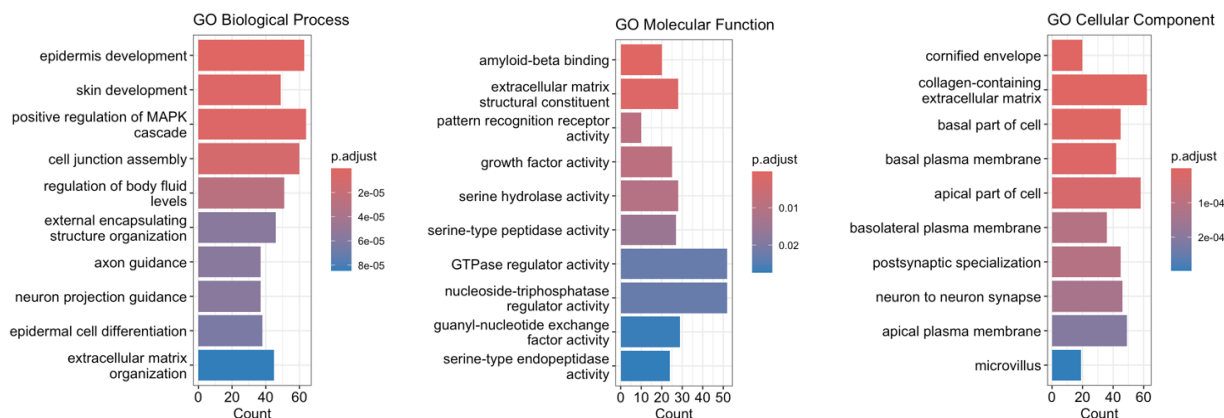 GO Biological Process
epidermis development
skin development
positive regulation of MAPK
cascade
cell junction assembly
regulation of body fluid
levels
external encapsulating
structure organization
axon guidance
neuron projection guidance
epidermal cell differentiation
extracellular matrix
organization
0 20 40 60
Count
p.adjust
2e-05
4e-05
6e-05
8e-05
GO Molecular Function
amyloid-beta binding
extracellular matrix
structural constituent
pattern recognition receptor
activity
growth factor activity
serine hydrolase activity
serine-type peptidase activity
GTPase regulator activity
nucleoside-triphosphatase
regulator activity
guanyl-nucleotide exchange
factor activity
serine-type endopeptidase
activity
0 10 20 30 40 50
Count
p.adjust
0.01
0.02
GO Cellular Component
cornified envelope
collagen-containing
extracellular matrix
basal part of cell
basal plasma membrane
apical part of cell
basolateral plasma membrane
postsynaptic specialization
neuron to neuron synapse
apical plasma membrane
microvillus
0 20 40 60
Count
p.adjust
1e-04
2e-04